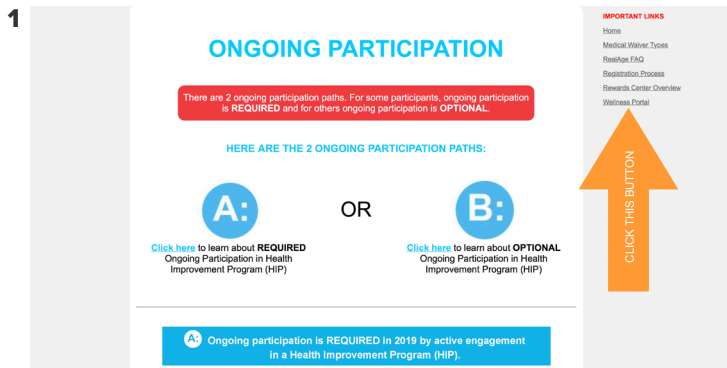 1
ONGOING PARTICIPATION
There are 2 ongoing participation paths. For some participants, ongoing participation
is REQUIRED and for others ongoing participation is OPTIONAL.
HERE ARE THE 2 ONGOING PARTICIPATION PATHS:
A:
OR
B:
Click here to learn about REQUIRED
Ongoing Participation in Health
Improvement Program (HIP)
Click here to learn about OPTIONAL
Ongoing Participation in Health
Improvement Program (HIP)
A: Ongoing participation is REQUIRED in 2019 by active engagement
in a Health Improvement Program (HIP).
IMPORTANT LINKS
Home
Medical Waiver Types
RealAge FAQ
Registration Process
Rewards Center Overview
Wellness Portal
CLICK THIS BUTTON